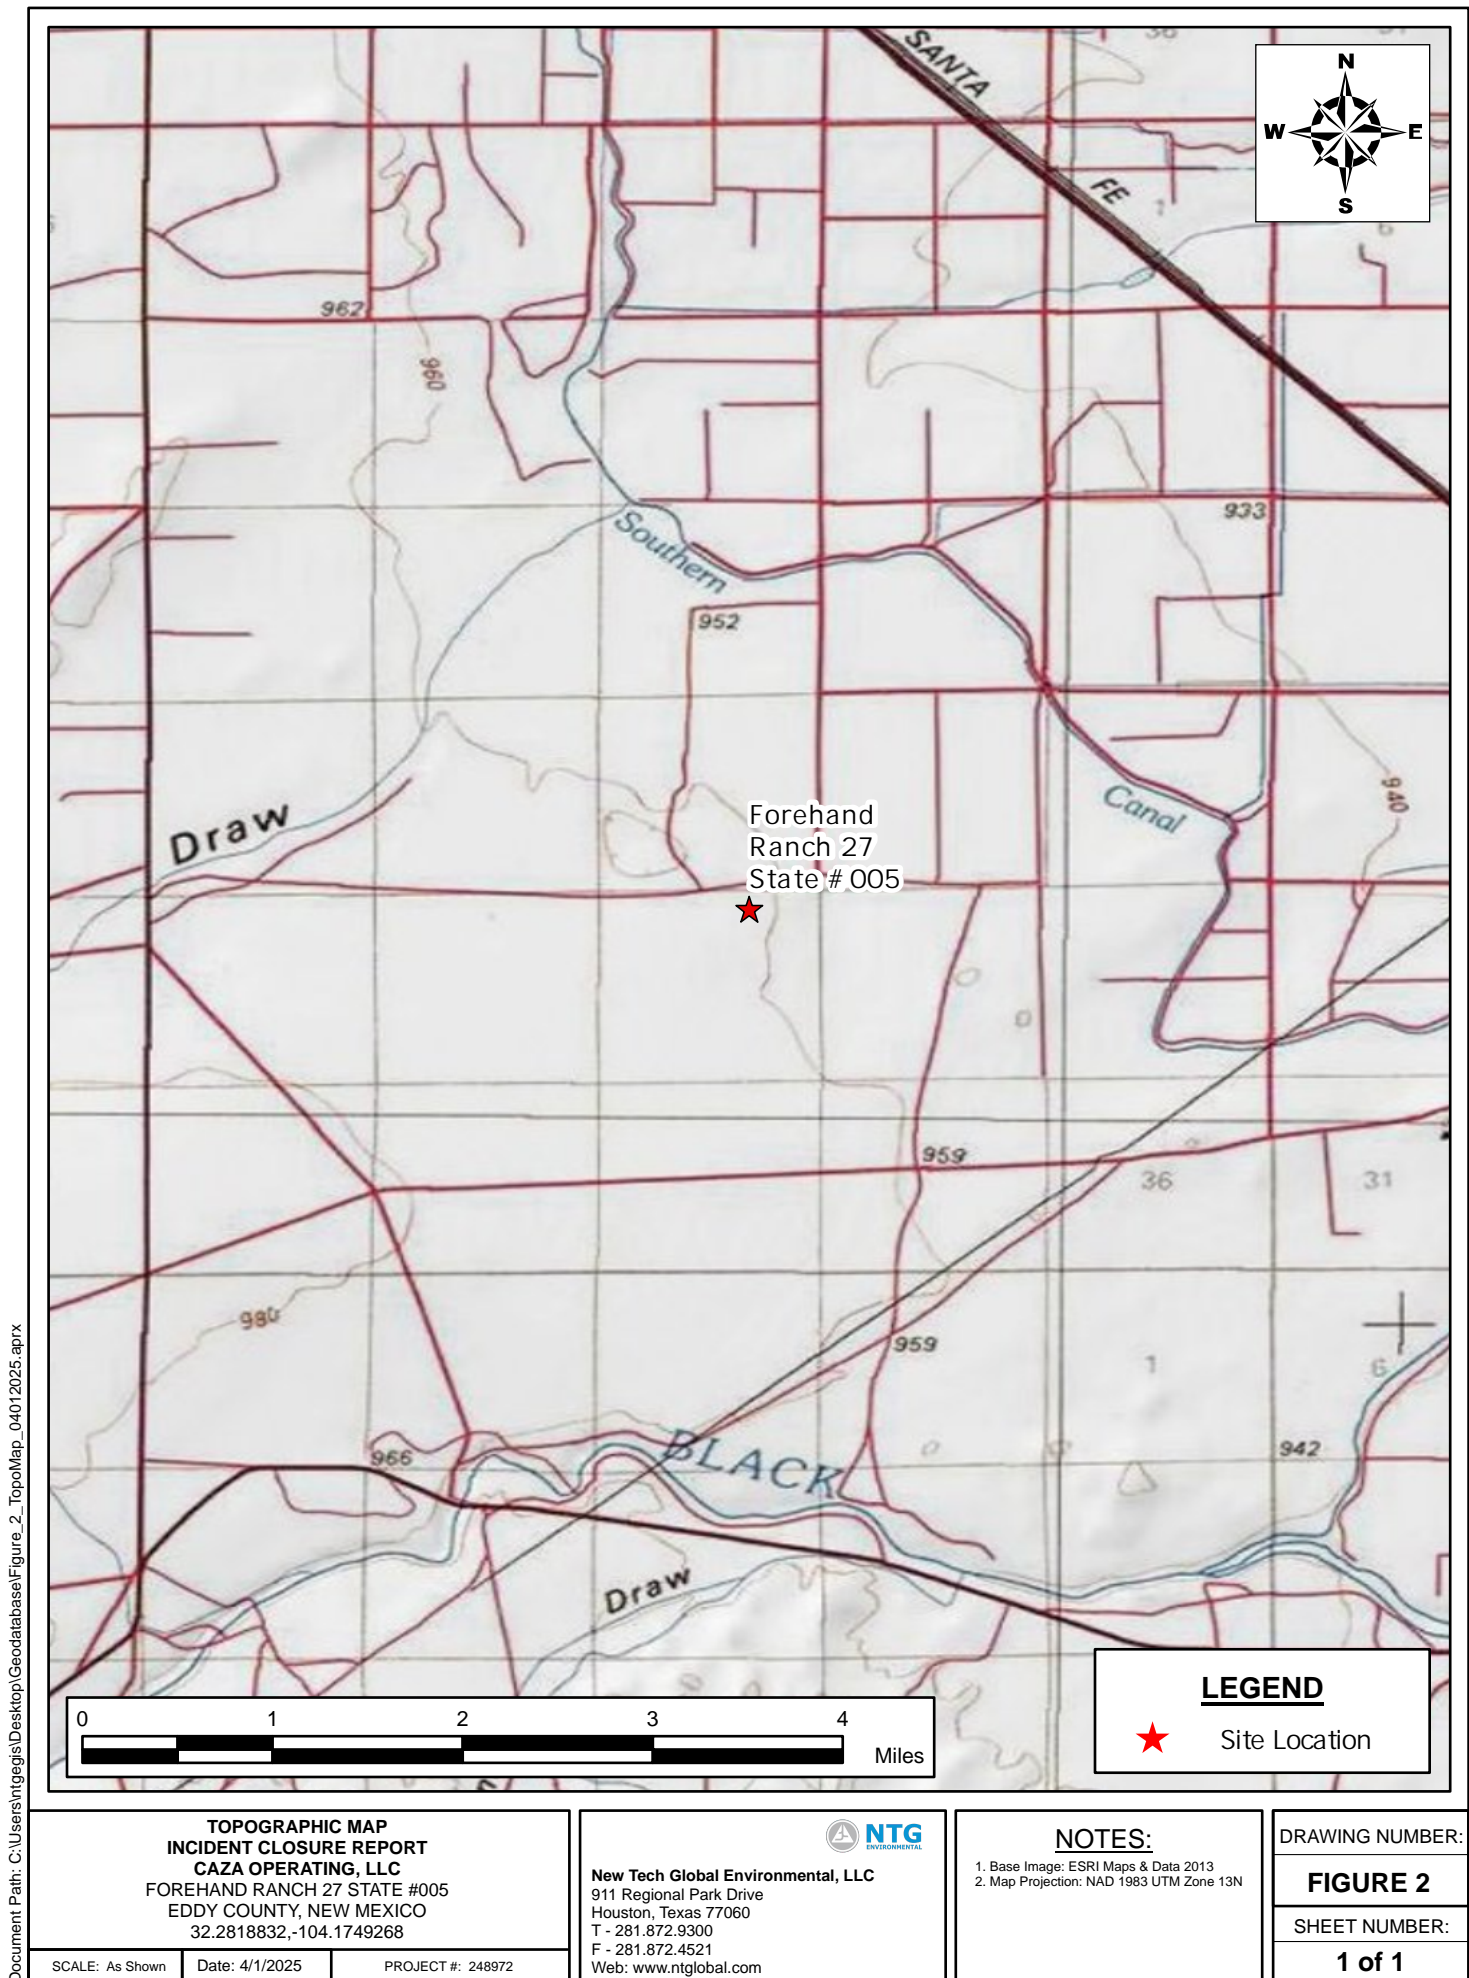 SANTA
FE
N
W E
S
36
1
6
962
960
933
Southern
952
Draw
Canal
940
Forehand
Ranch 27
State #005
959
36
31
980
959
1
6
966
BLACK
942
Draw
LEGEND
Site Location
0 1 2 3 4
Miles
Document Path: C:\Users\ntgegis\Desktop\Geodatabase\Figure_2_TopoMap_04012025.aprx
TOPOGRAPHIC MAP
INCIDENT CLOSURE REPORT
CAZA OPERATING, LLC
FOREHAND RANCH 27 STATE #005
EDDY COUNTY, NEW MEXICO
32.2818832,-104.1749268
SCALE: As Shown
Date: 4/1/2025
PROJECT #: 248972
NTG
ENVIRONMENTAL
New Tech Global Environmental, LLC
911 Regional Park Drive
Houston, Texas 77060
T - 281.872.9300
F - 281.872.4521
Web: www.ntglobal.com
NOTES:
1. Base Image: ESRI Maps & Data 2013
2. Map Projection: NAD 1983 UTM Zone 13N
DRAWING NUMBER:
FIGURE 2
SHEET NUMBER:
1 of 1